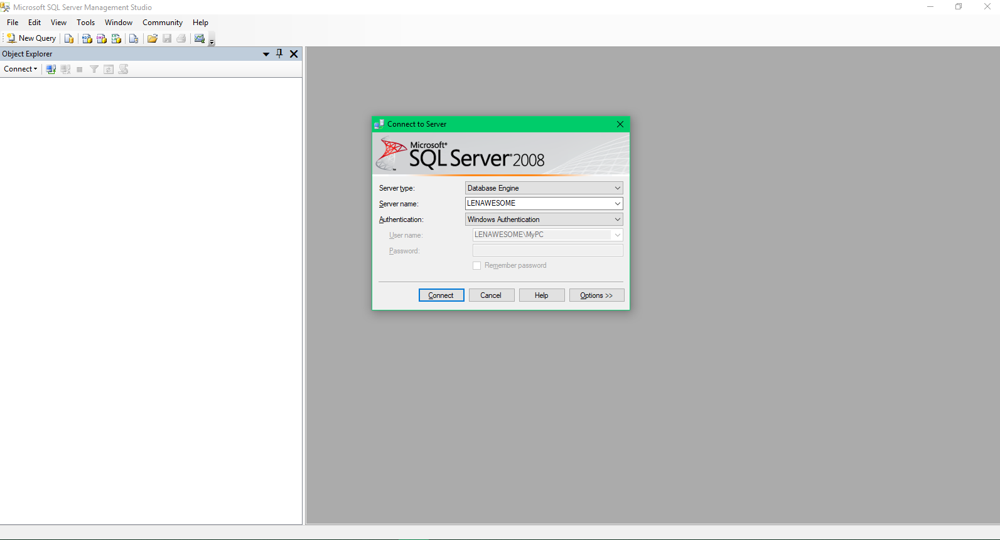 Microsoft SQL Server Management Studio
File Edit View Tools Window Community Help
New Query
Object Explorer
Connect
Connect to Server
Microsoft®
SQL Server® 2008
Server type: Database Engine
Server name: LENAWESOME
Authentication: Windows Authentication
User name: LENAWESOME\MyPC
Password:
Remember password
Connect Cancel Help Options >>